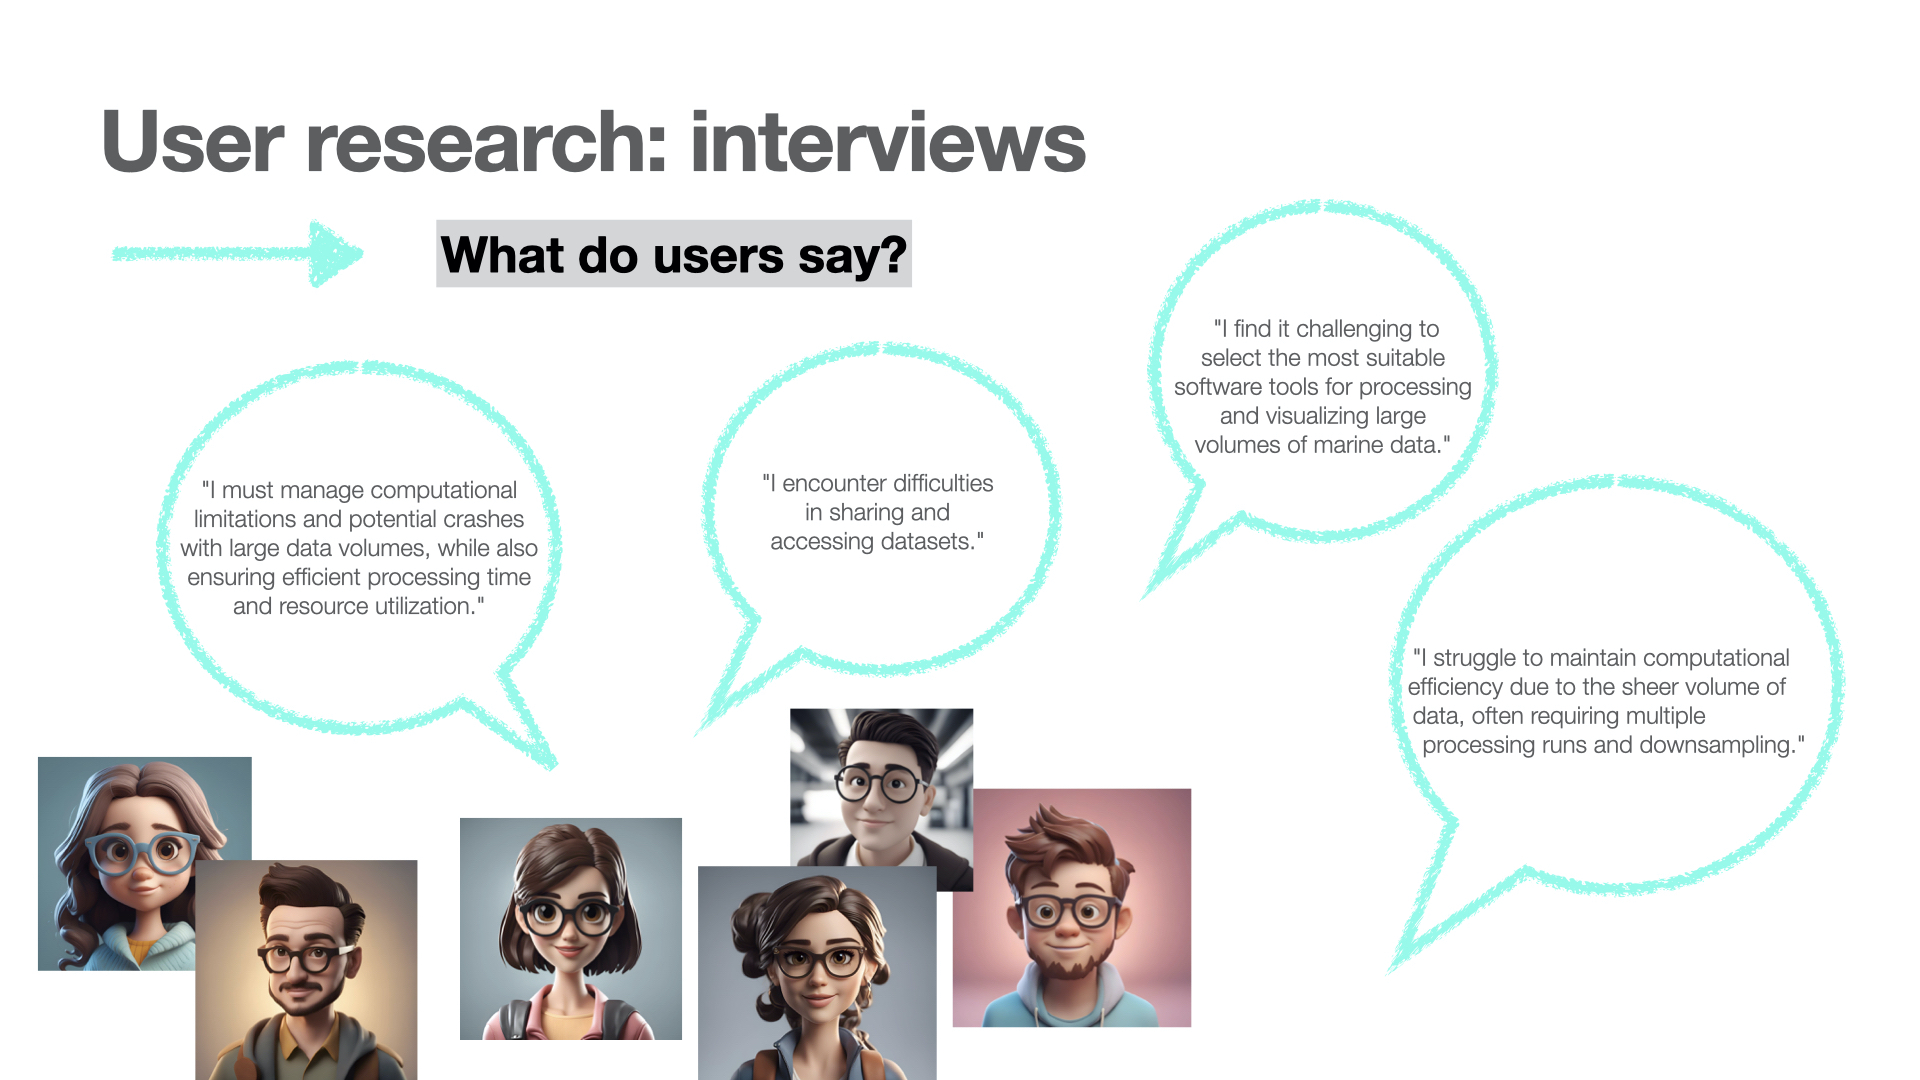 User research: interviews
What do users say?
"I must manage computational
limitations and potential crashes
with large data volumes, while also
ensuring efficient processing time
and resource utilization."
"I encounter difficulties
in sharing and
accessing datasets."
"I find it challenging to
select the most suitable
software tools for processing
and visualizing large
volumes of marine data."
"I struggle to maintain computational
efficiency due to the sheer volume of
data, often requiring multiple
processing runs and downsampling."